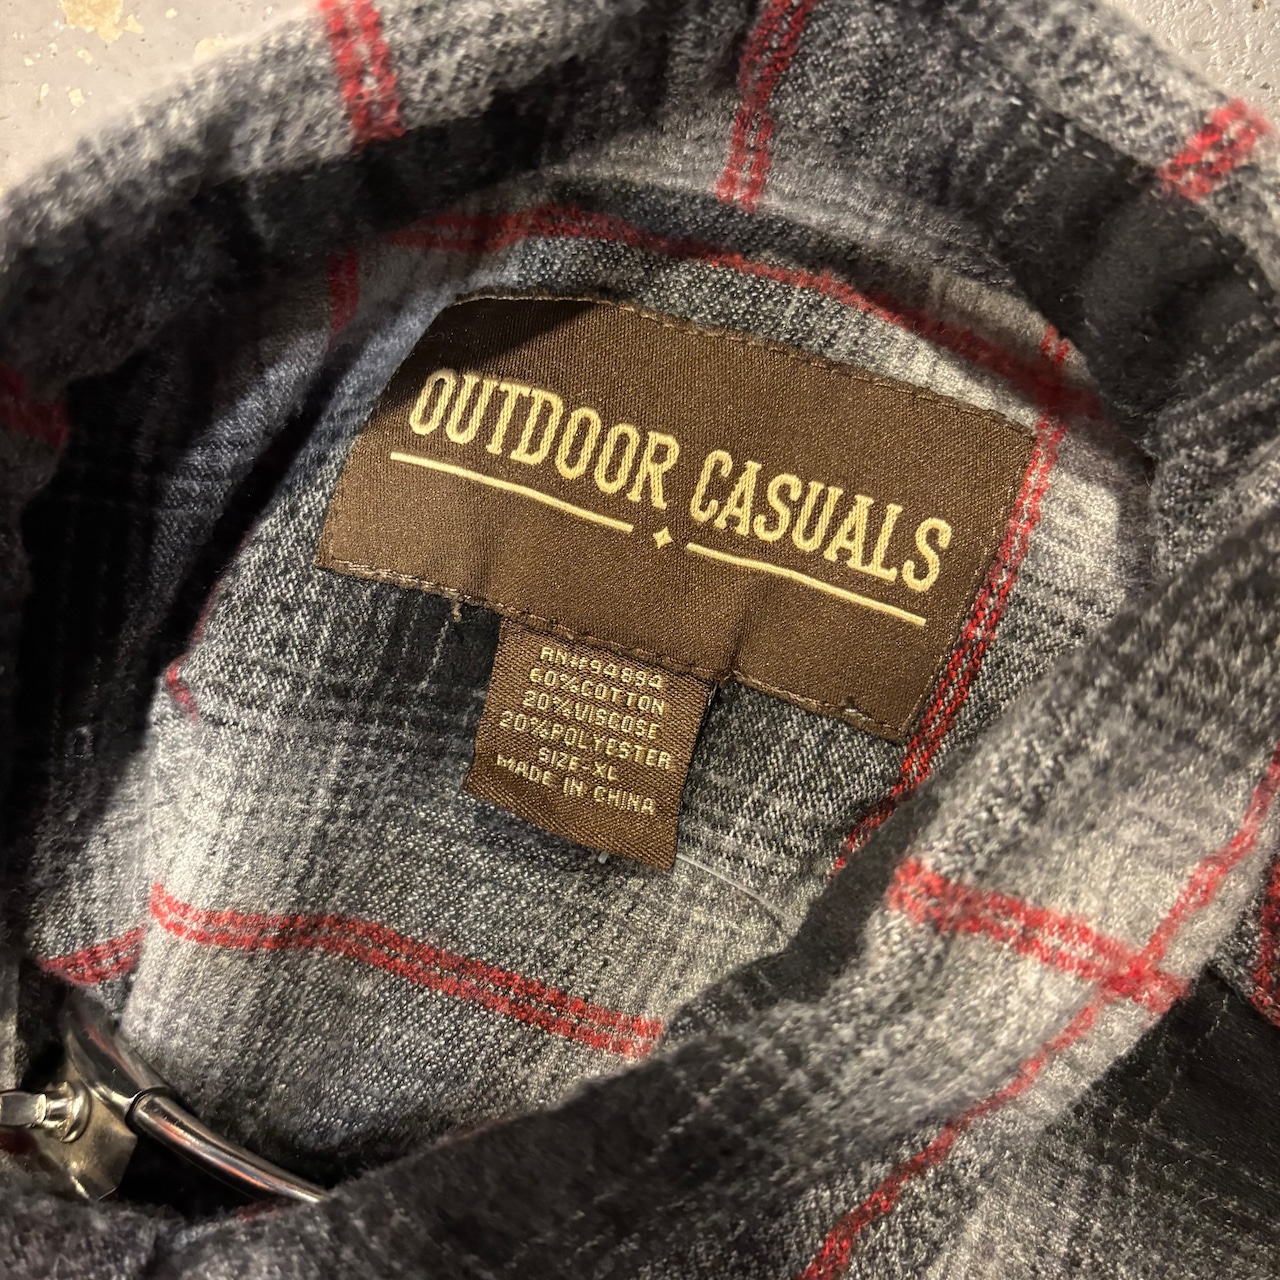 OUTDOOR CASUALS
RN#94894
60%COTTON
20%VISCOSE
20%POLYESTER
SIZE-XL
MADE IN CHINA